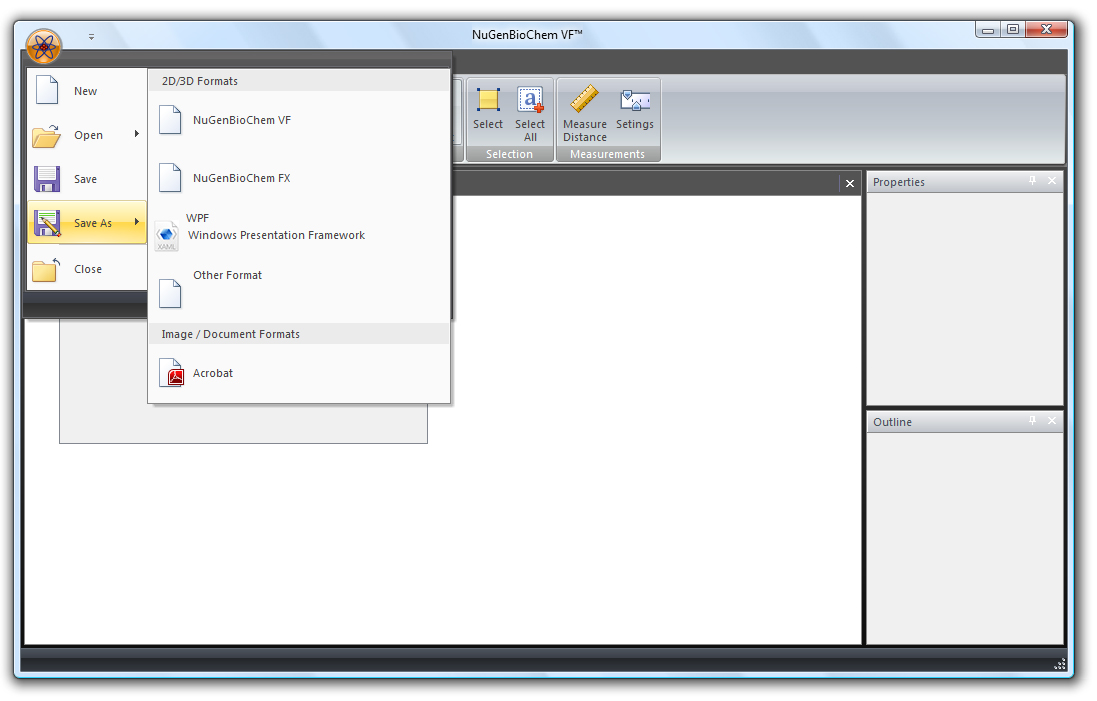 NuGenBioChem VF™
New
Open
Save
Save As
Close
2D/3D Formats
NuGenBioChem VF
NuGenBioChem FX
WPF
Windows Presentation Framework
XAML
Other Format
Image / Document Formats
Acrobat
Select
Select
All
Selection
Measure
Distance
Setings
Measurements
Properties
Outline